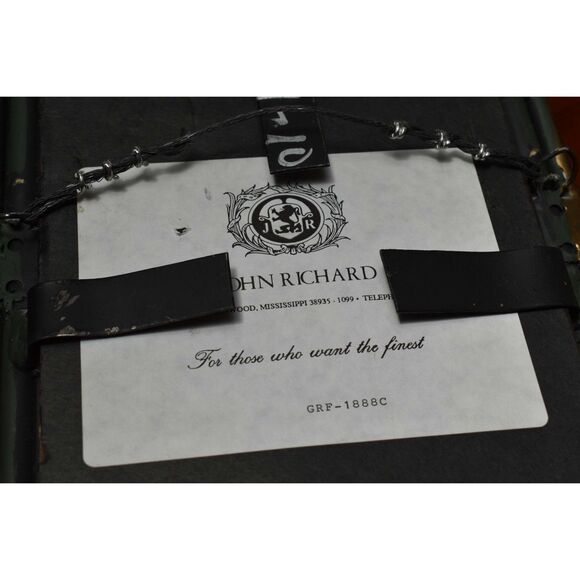 J R
OHN RICHARD
WOOD, MISSISSIPPI 38935 - 1099 • TELEPH
For those who want the finest
GRF-1888C